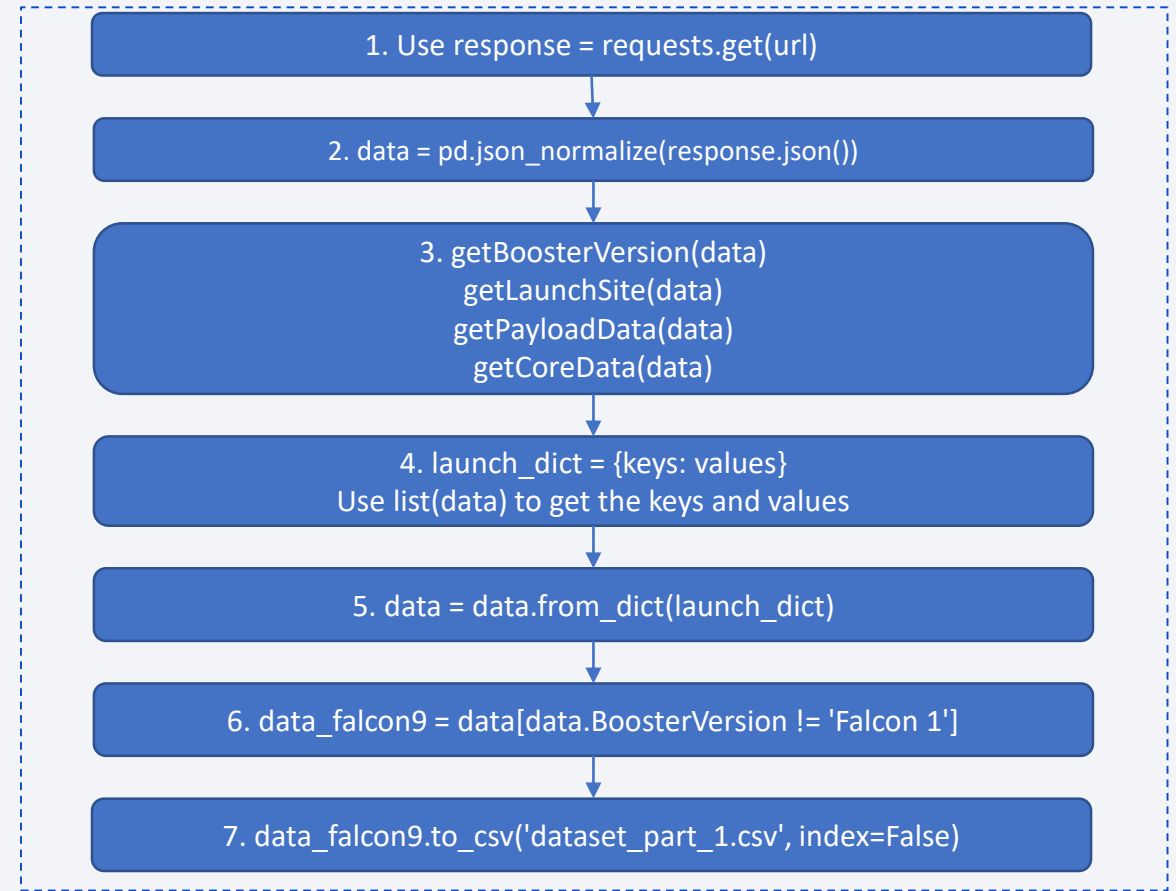 1. Use response = requests.get(url)
2. data = pd.json_normalize(response.json())
3. getBoosterVersion(data)
getLaunchSite(data)
getPayloadData(data)
getCoreData(data)
4. launch_dict = {keys: values}
Use list(data) to get the keys and values
5. data = data.from_dict(launch_dict)
6. data_falcon9 = data[data.BoosterVersion != 'Falcon 1']
7. data_falcon9.to_csv('dataset_part_1.csv', index=False)